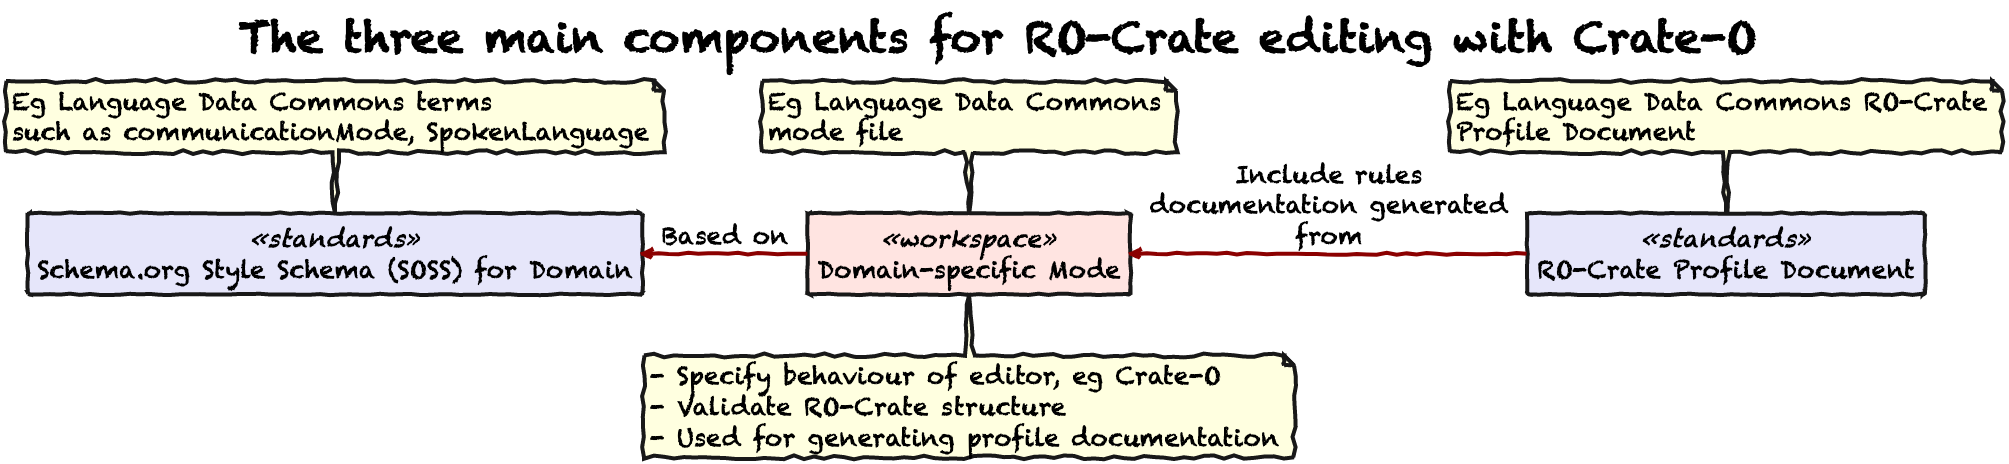 The three main components for RO-Crate editing with Crate-O
Eg Language Data Commons terms
such as communicationMode, SpokenLanguage
Eg Language Data Commons
mode file
Eg Language Data Commons RO-Crate
Profile Document
«standards»
Schema.org Style Schema (SOSS) for Domain
Based on
«workspace»
Domain-specific Mode
Include rules
documentation generated
from
«standards»
RO-Crate Profile Document
- Specify behaviour of editor, eg Crate-O
- Validate RO-Crate structure
- Used for generating profile documentation